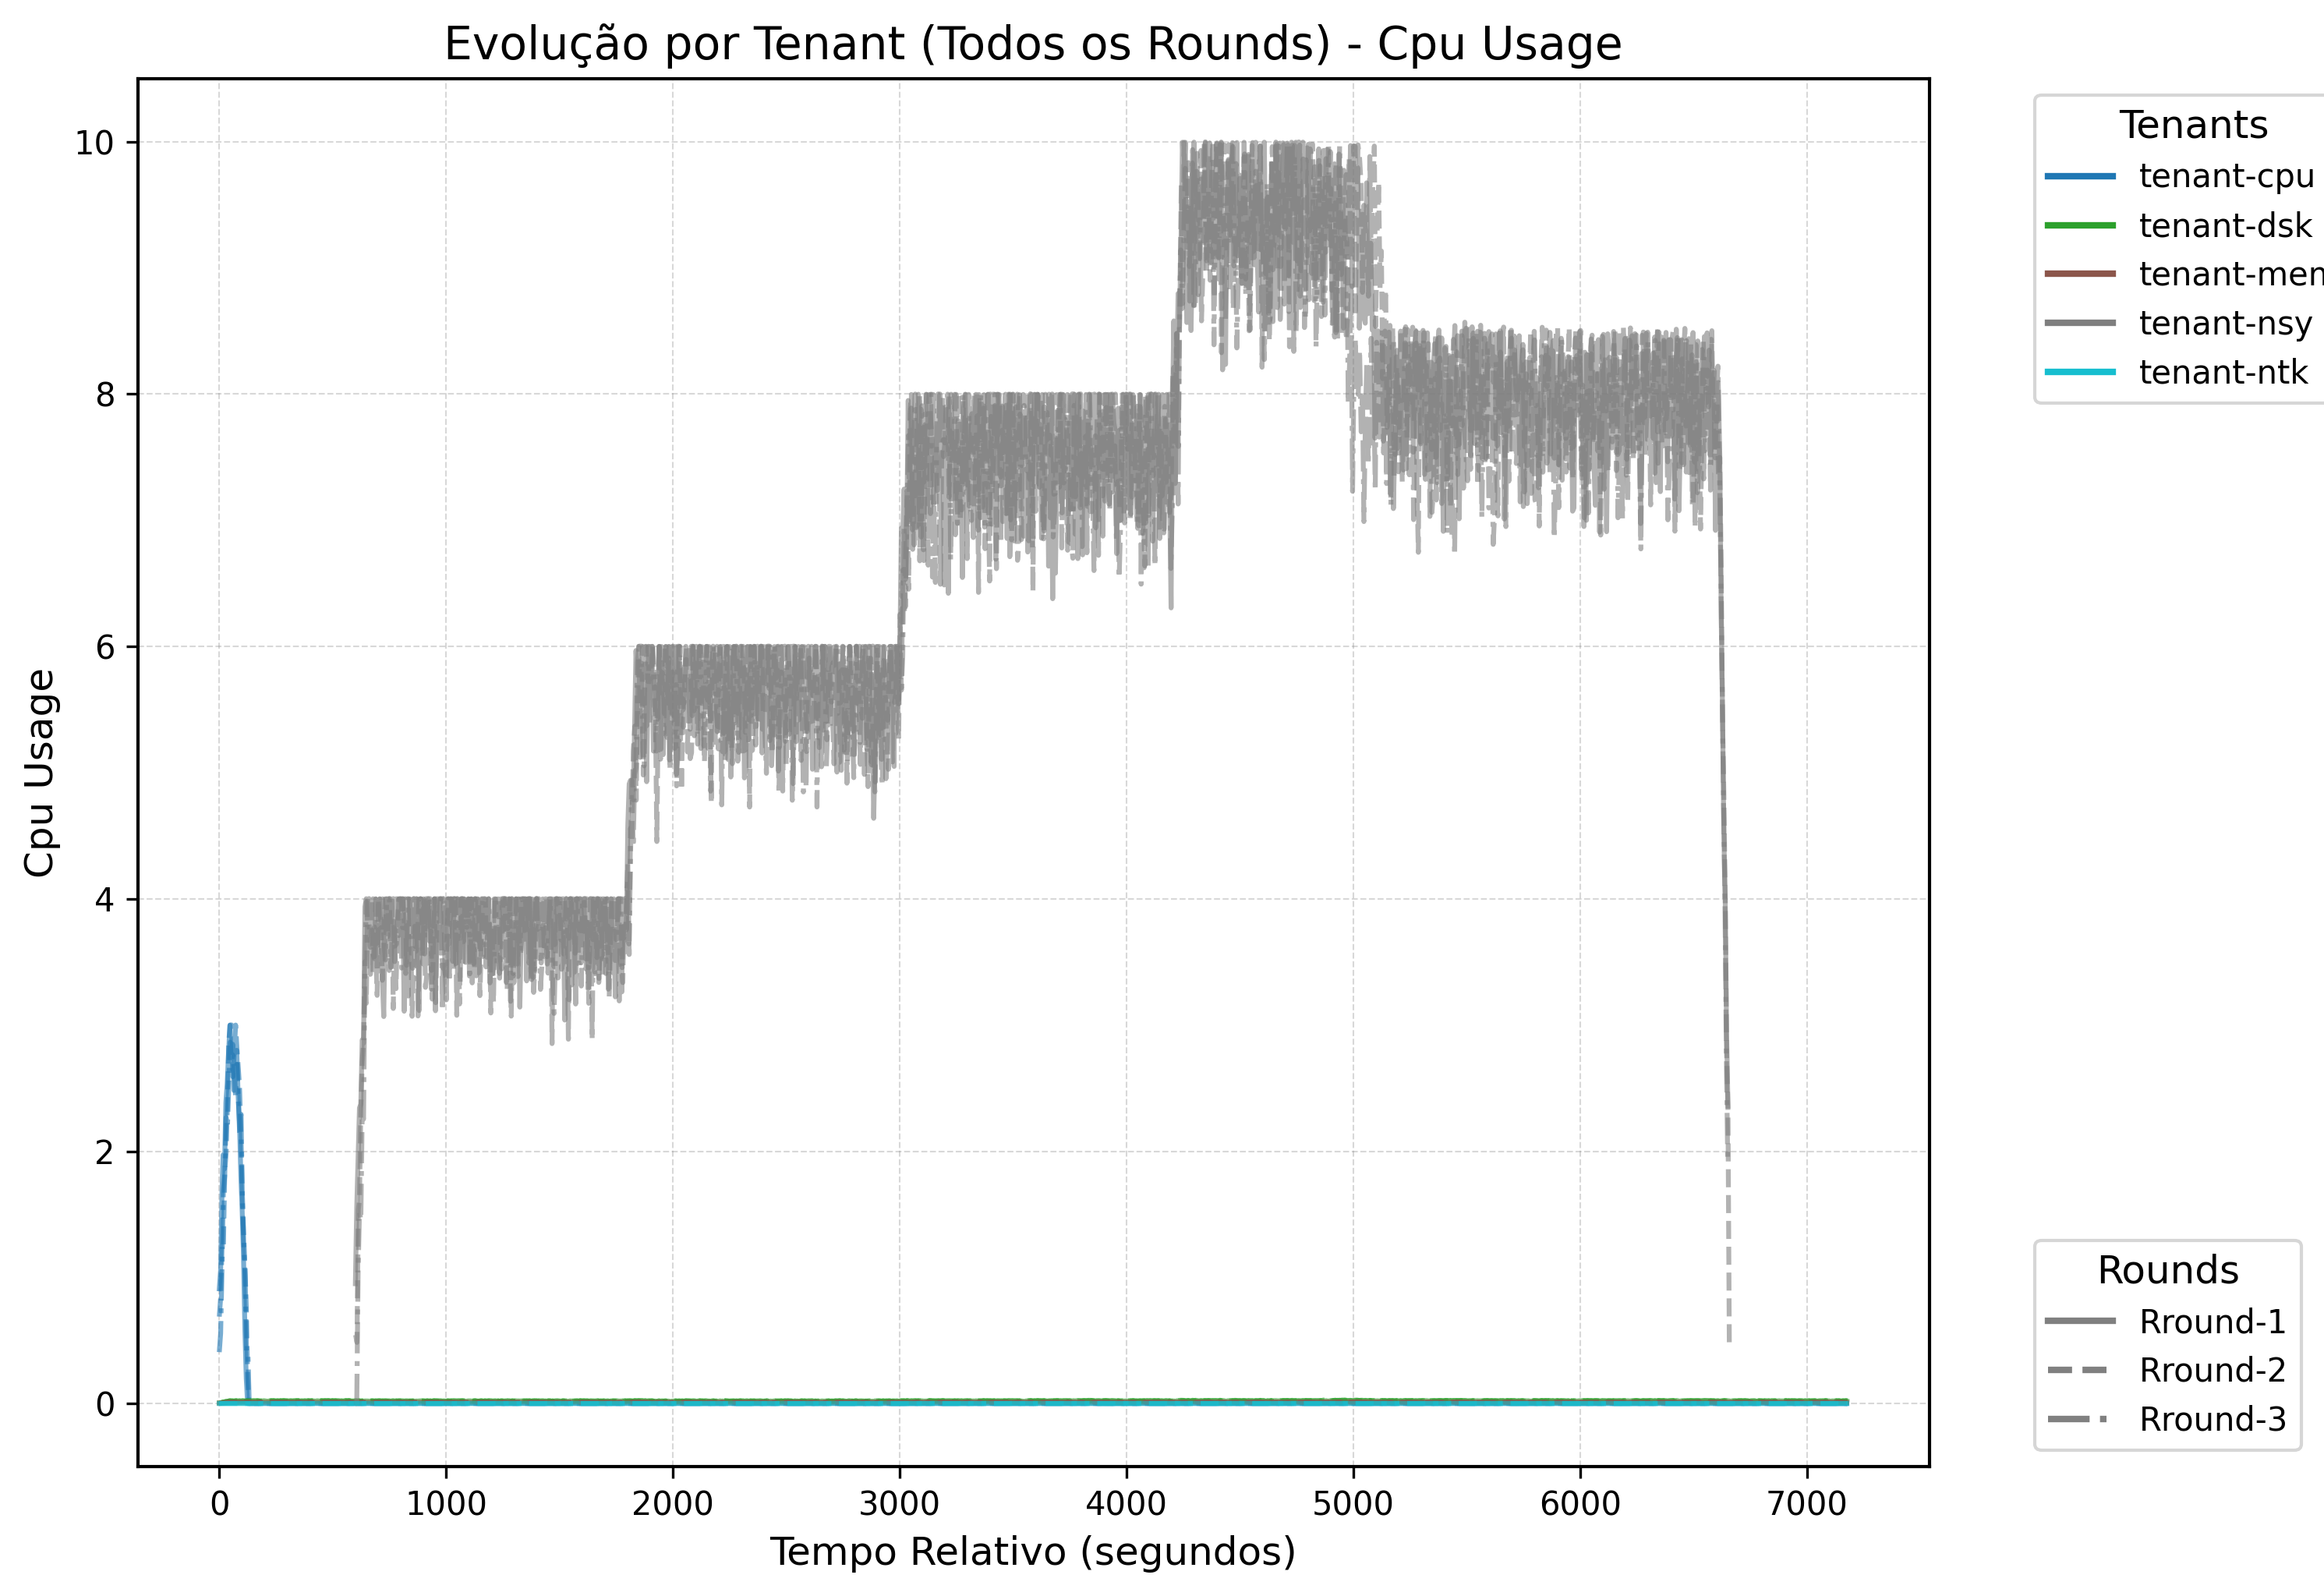 Evolução por Tenant (Todos os Rounds) - Cpu Usage
Cpu Usage
10
8
6
4
2
0
0 1000 2000 3000 4000 5000 6000 7000
Tempo Relativo (segundos)
Tenants
tenant-cpu
tenant-dsk
tenant-men
tenant-nsy
tenant-ntk
Rounds
Rround-1
Rround-2
Rround-3